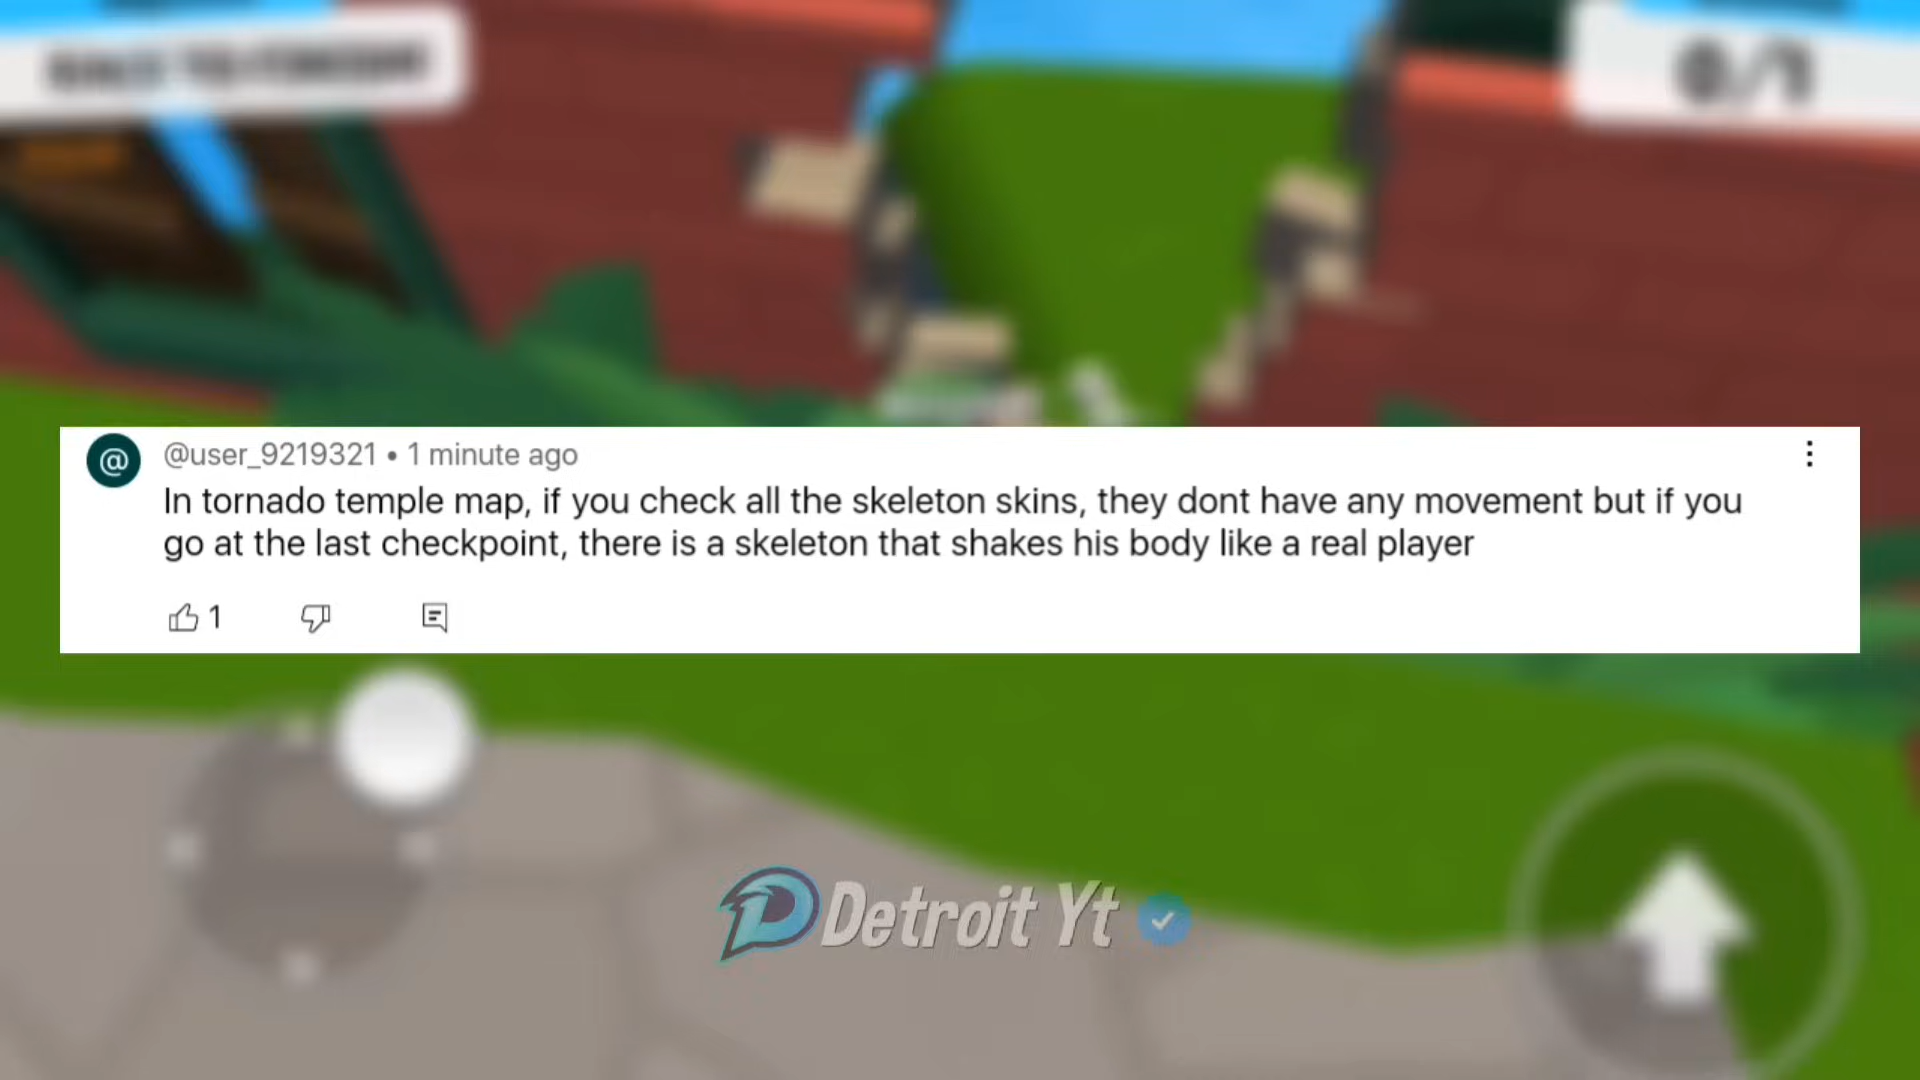 0/1
@
@user_9219321 • 1 minute ago
In tornado temple map, if you check all the skeleton skins, they dont have any movement but if you
go at the last checkpoint, there is a skeleton that shakes his body like a real player
1
Detroit Yt